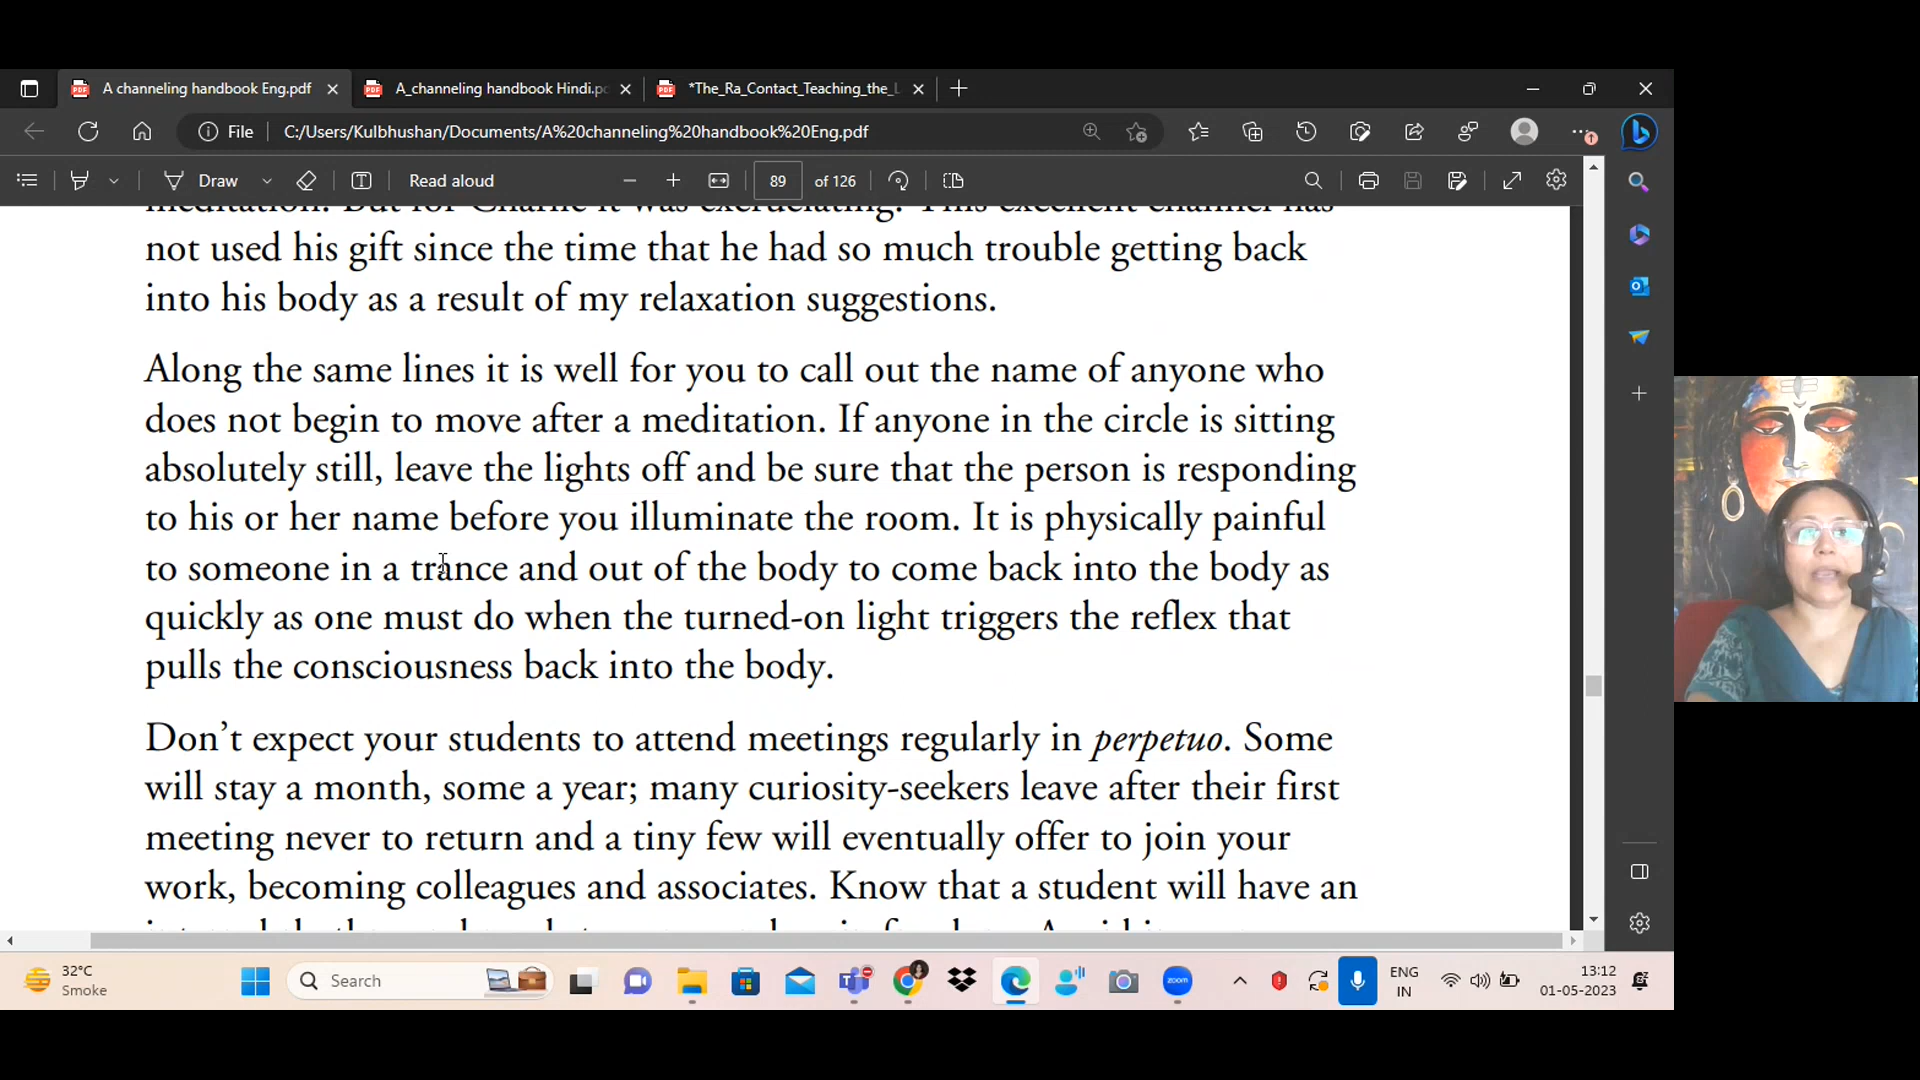 A channeling handbook Eng.pdf
A_channeling handbook Hindi.p
*The_Ra_Contact_Teaching_the_L
File
C:/Users/Kulbhushan/Documents/A%20channeling%20handbook%20Eng.pdf
Draw
Read aloud
89
of 126
meditation. But for Charlie it was excruciating. This excellent channel has
not used his gift since the time that he had so much trouble getting back
into his body as a result of my relaxation suggestions.
Along the same lines it is well for you to call out the name of anyone who
does not begin to move after a meditation. If anyone in the circle is sitting
absolutely still, leave the lights off and be sure that the person is responding
to his or her name before you illuminate the room. It is physically painful
to someone in a trance and out of the body to come back into the body as
quickly as one must do when the turned-on light triggers the reflex that
pulls the consciousness back into the body.
Don’t expect your students to attend meetings regularly in perpetuo. Some
will stay a month, some a year; many curiosity-seekers leave after their first
meeting never to return and a tiny few will eventually offer to join your
work, becoming colleagues and associates. Know that a student will have an
32°C
Smoke
Search
zoom
ENG
IN
13:12
01-05-2023